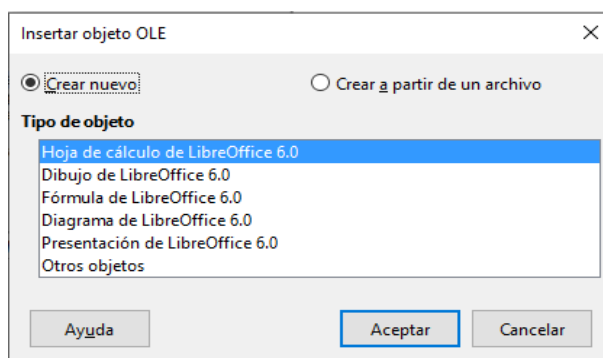 Insertar objeto OLE
Crear nuevo
Crear a partir de un archivo
Tipo de objeto
Hoja de cálculo de LibreOffice 6.0
Dibujo de LibreOffice 6.0
Fórmula de LibreOffice 6.0
Diagrama de LibreOffice 6.0
Presentación de LibreOffice 6.0
Otros objetos
Ayuda
Aceptar
Cancelar